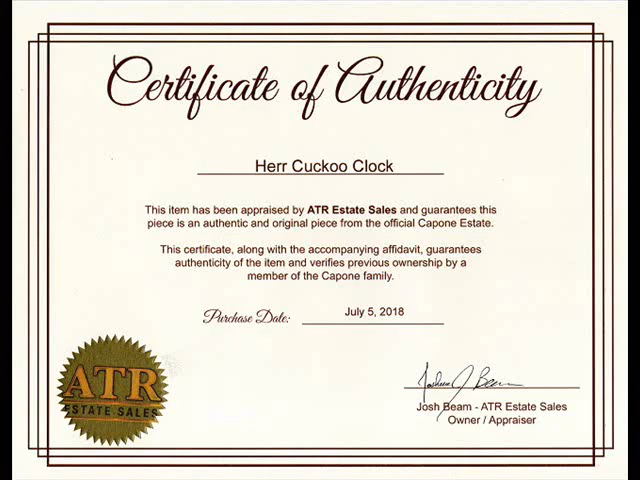 Certificate of Authenticity
Herr Cuckoo Clock
This item has been appraised by ATR Estate Sales and guarantees this
piece is an authentic and original piece from the official Capone Estate.
This certificate, along with the accompanying affidavit, guarantees
authenticity of the item and verifies previous ownership by a
member of the Capone family.
Purchase Date: July 5, 2018
ATR
ESTATE SALES
Josh Beam - ATR Estate Sales
Owner / Appraiser